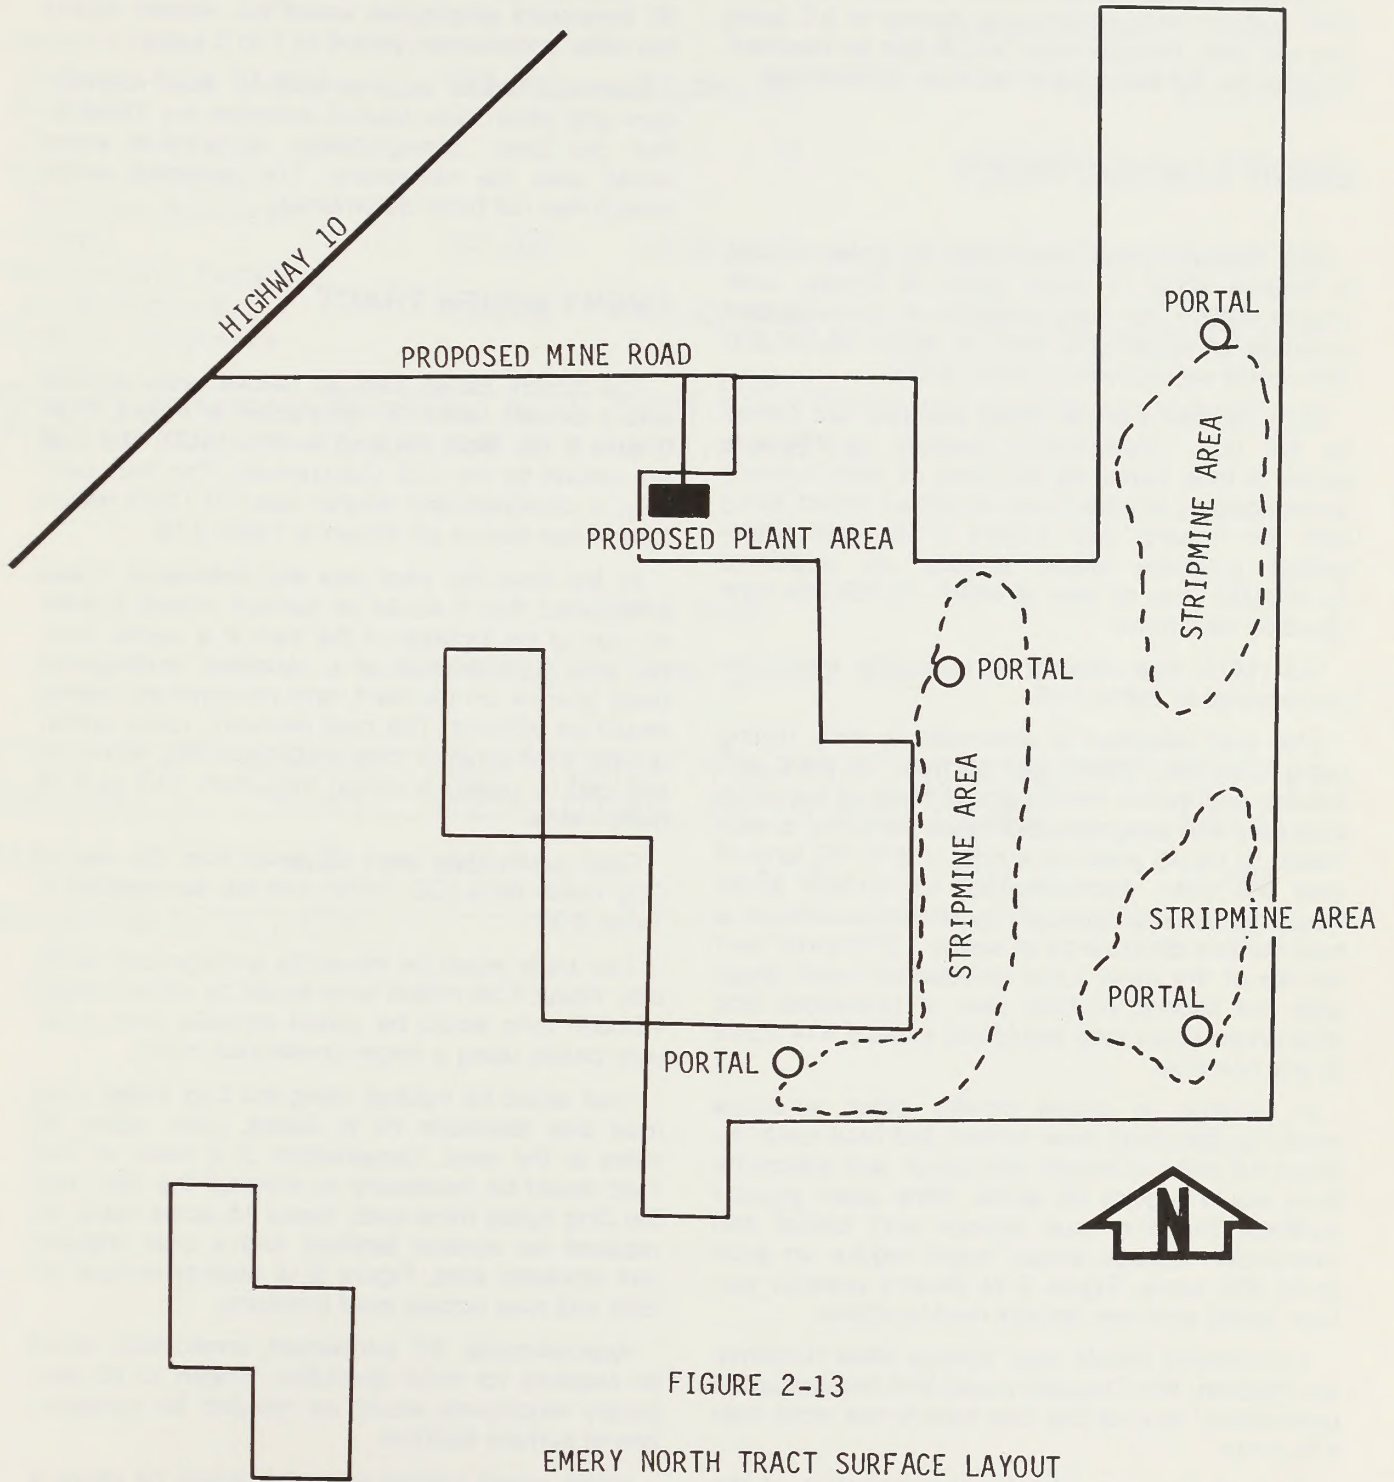 HIGHWAY 10
PORTAL
PROPOSED MINE ROAD
STRIPMINE AREA
PROPOSED PLANT AREA
PORTAL
STRIPMINE AREA
STRIPMINE AREA
PORTAL
PORTAL
N
FIGURE 2-13
EMERY NORTH TRACT SURFACE LAYOUT